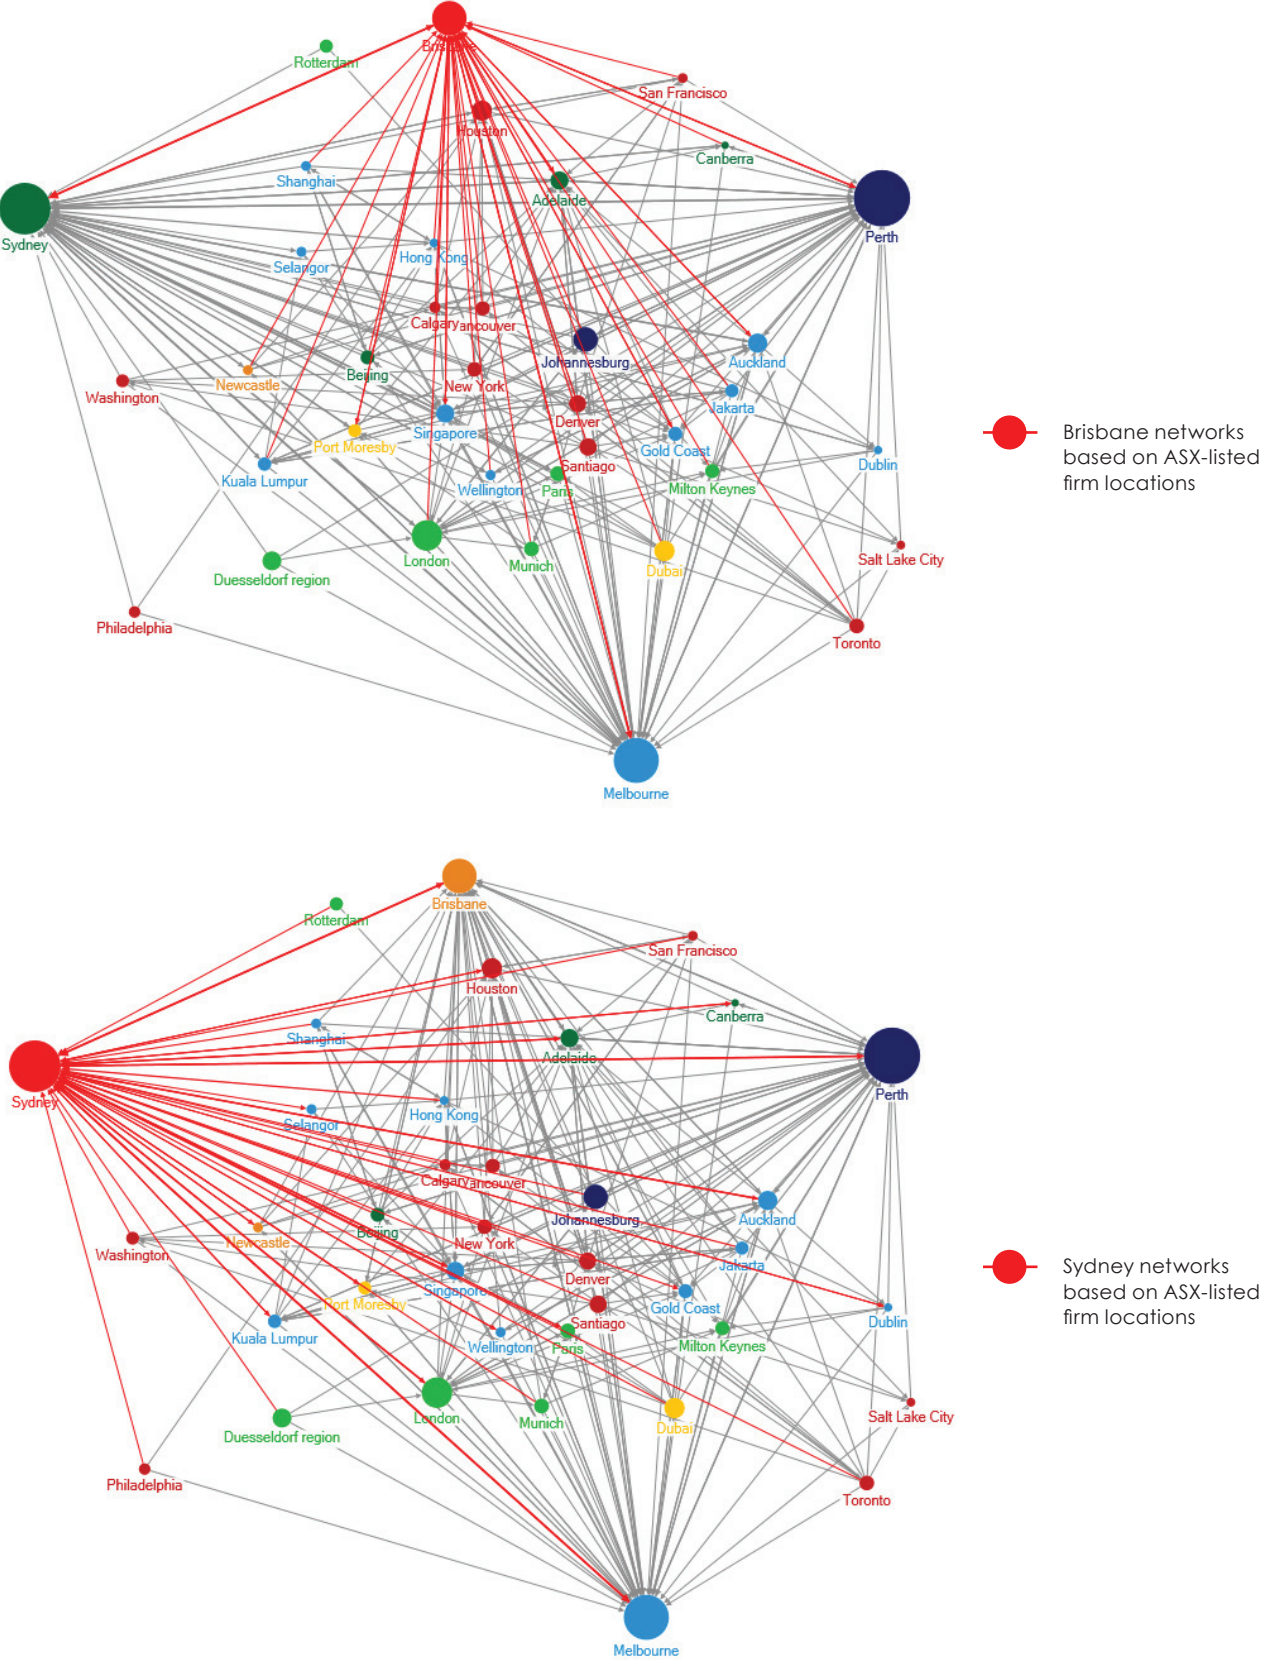 Brisbane
Rotterdam
San Francisco
Houston
Canberra
Shanghai
Adelaide
Sydney
Perth
Hong Kong
Selangor
Calgary
ancouver
Johannesburg
Auckland
Beijing
Newcastle
New York
Washington
Jakarta
Denver
Singapore
Port Moresby
Gold Coast
Santiago
Dublin
Kuala Lumpur
Wellington
Paris
Milton Keynes
London
Munich
Dubai
Salt Lake City
Duesseldorf region
Philadelphia
Toronto
Melbourne
Brisbane networks
based on ASX-listed
firm locations
Brisbane
Rotterdam
San Francisco
Houston
Canberra
Shanghai
Adelaide
Sydney
Perth
Hong Kong
Selangor
Calgary
ancouver
Johannesburg
Auckland
Beijing
Newcastle
New York
Washington
Jakarta
Denver
Singapore
Port Moresby
Gold Coast
Santiago
Dublin
Kuala Lumpur
Wellington
Paris
Milton Keynes
London
Munich
Dubai
Salt Lake City
Duesseldorf region
Philadelphia
Toronto
Melbourne
Sydney networks
based on ASX-listed
firm locations